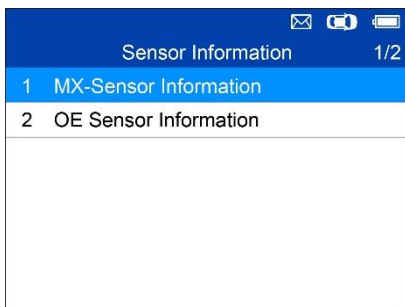 Sensor Information 1/2
1 MX-Sensor Information
2 OE Sensor Information